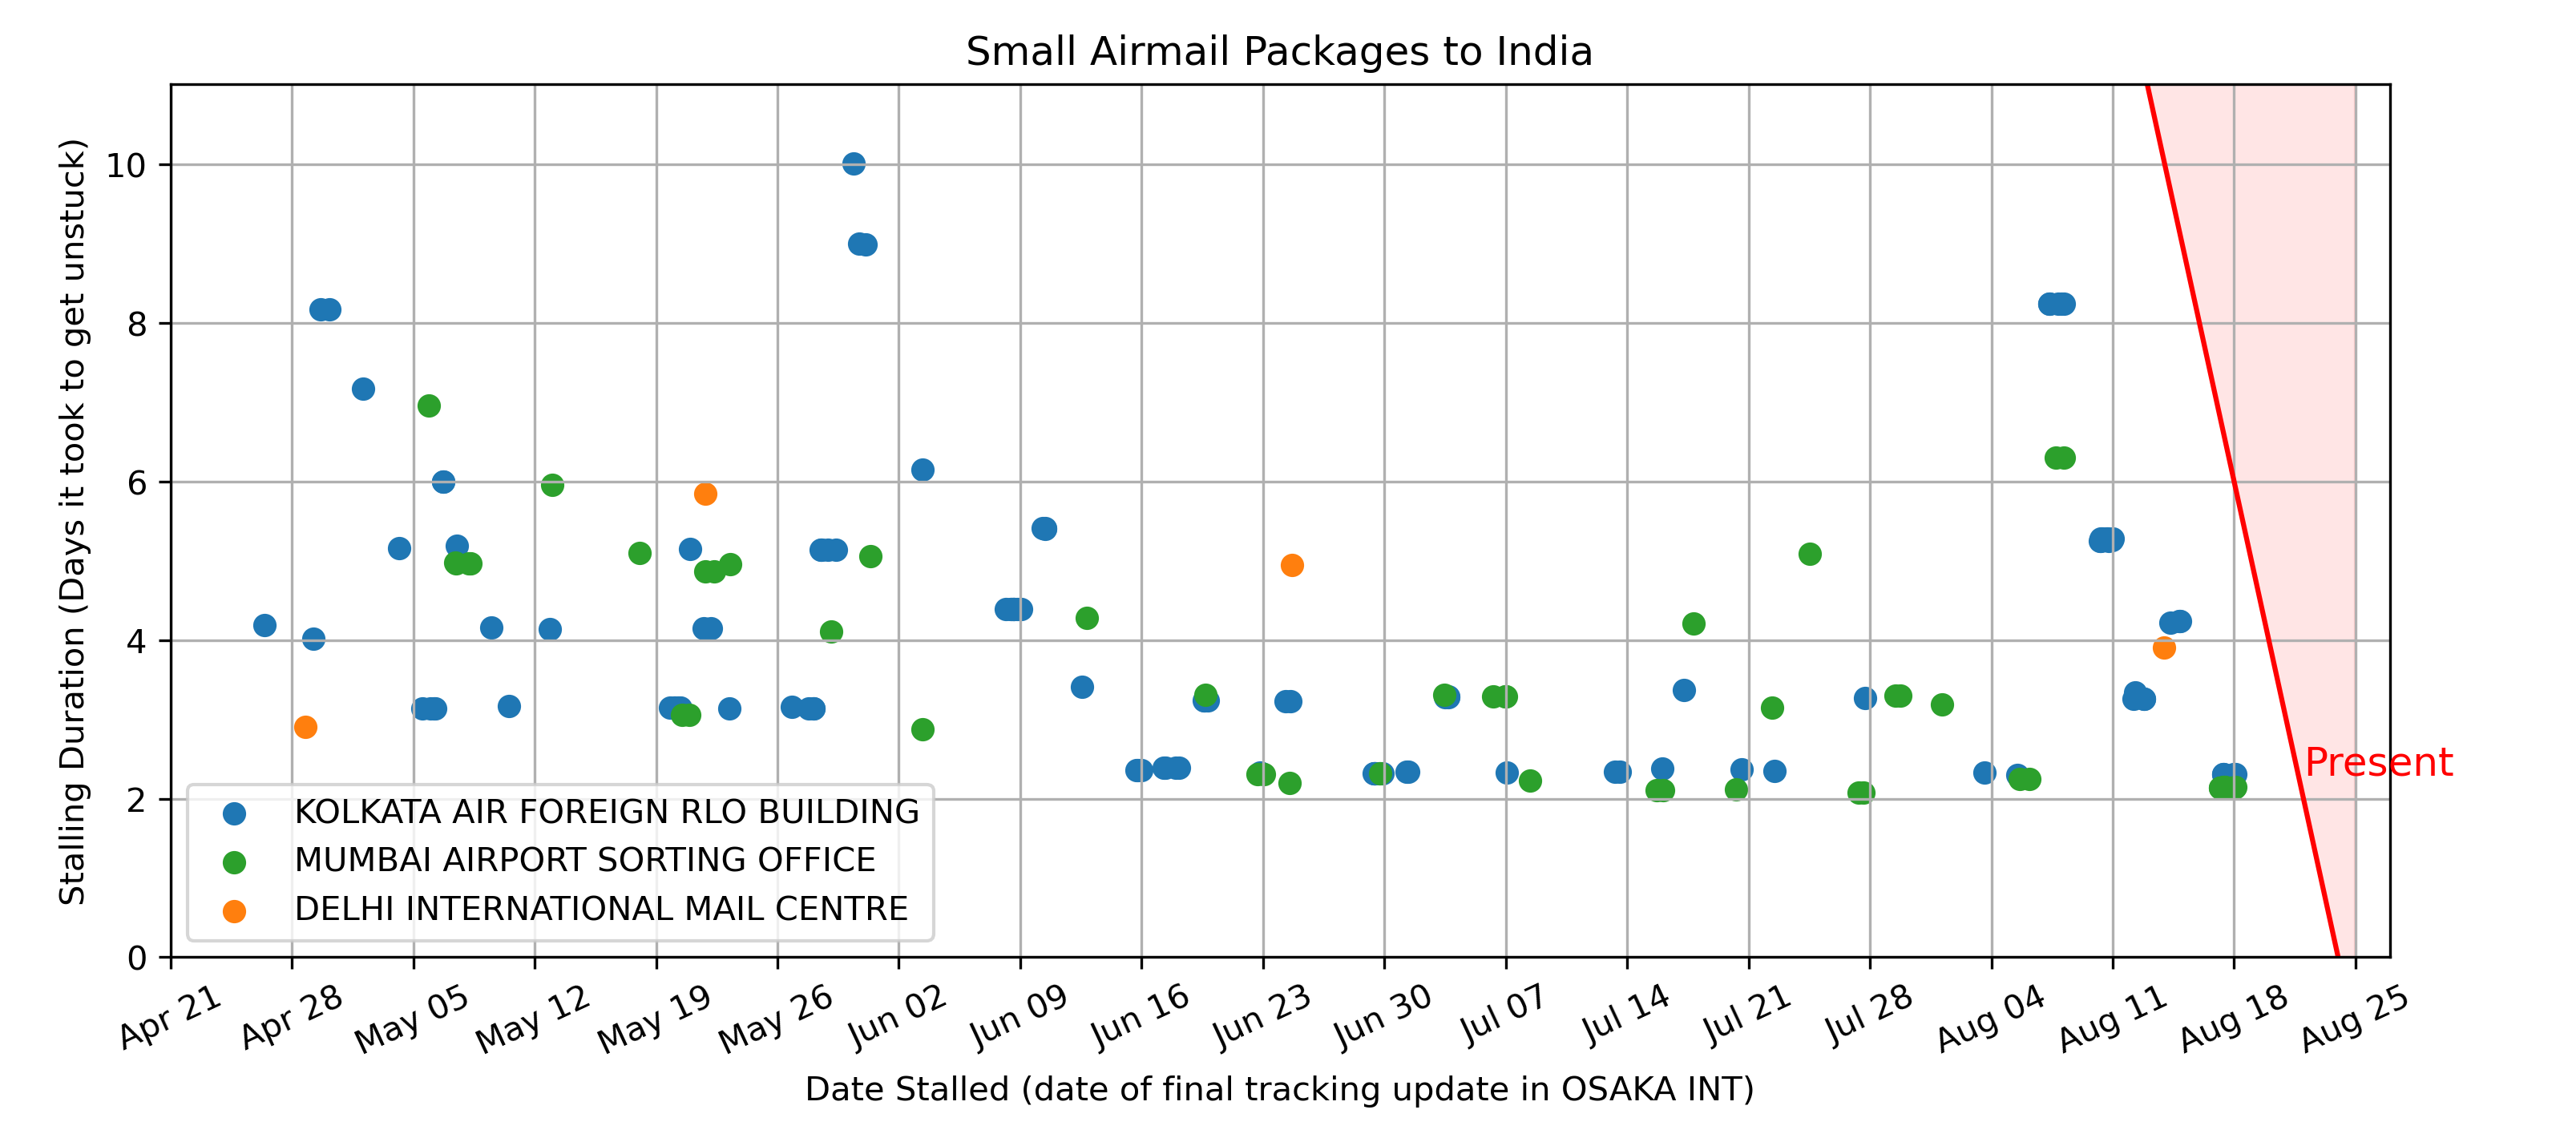 Small Airmail Packages to India
Stalling Duration (Days it took to get unstuck)
10
8
6
4
2
0
Present
KOLKATA AIR FOREIGN RLO BUILDING
MUMBAI AIRPORT SORTING OFFICE
DELHI INTERNATIONAL MAIL CENTRE
Apr 21
Apr 28
May 05
May 12
May 19
May 26
Jun 02
Jun 09
Jun 16
Jun 23
Jun 30
Jul 07
Jul 14
Jul 21
Jul 28
Aug 04
Aug 11
Aug 18
Aug 25
Date Stalled (date of final tracking update in OSAKA INT)